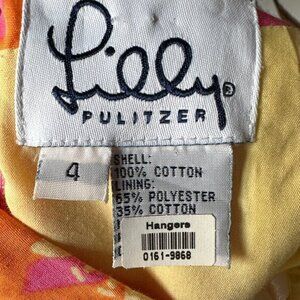 Lilly®
PULITZER
4
SHELL:
100% COTTON
LINING:
65% POLYESTER
35% COTTON
Hangers
0161-9868